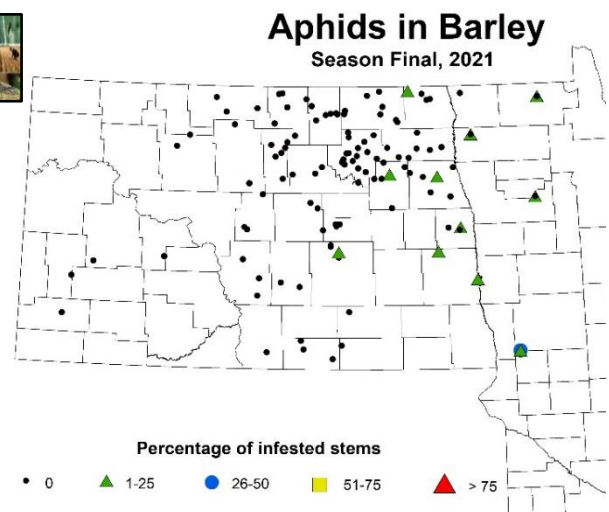 Aphids in Barley
Season Final, 2021
Percentage of infested stems
0 1-25 26-50 51-75 > 75